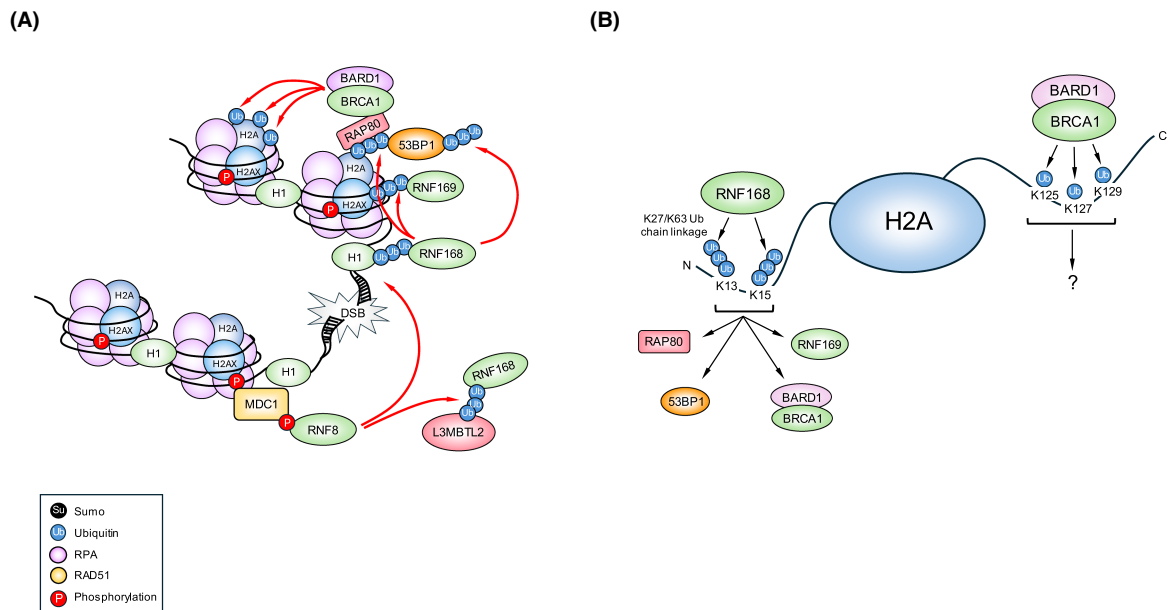 (A)
BARD1
BRCA1
Ub
Ub
Ub
H2A
H2AX
P
H1
RAP80
Ub
Ub
Ub
53BP1
Ub
Ub
Ub
H2A
Ub
Ub
Ub
RNF169
H2AX
P
H1
Ub
Ub
Ub
RNF168
DSB
H2A
H2AX
P
H1
H2A
H2AX
P
H1
MDC1
P
RNF8
RNF168
Ub
Ub
Ub
L3MBTL2
Su Sumo
Ub Ubiquitin
RPA
RAD51
P Phosphorylation
(B)
BARD1
BRCA1
C
Ub
Ub
Ub
K125
K127
K129
?
H2A
RNF168
K27/K63 Ub
chain linkage
Ub
Ub
Ub
Ub
Ub
Ub
N
K13
K15
RAP80
RNF169
53BP1
BARD1
BRCA1